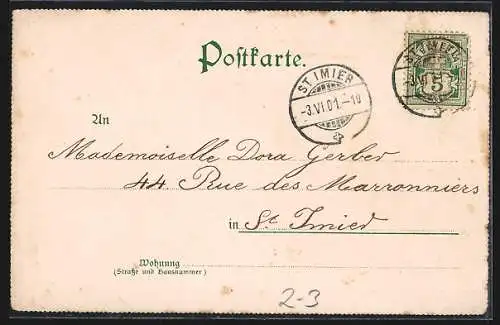 Postkarte.
ST IMIER
-3.VI.01.-10
5
An
Mademoiselle Dora Gerber
44 Rue des Marronniers
in St Imier
Wohnung
(Straße und Hausnummer)
2-3